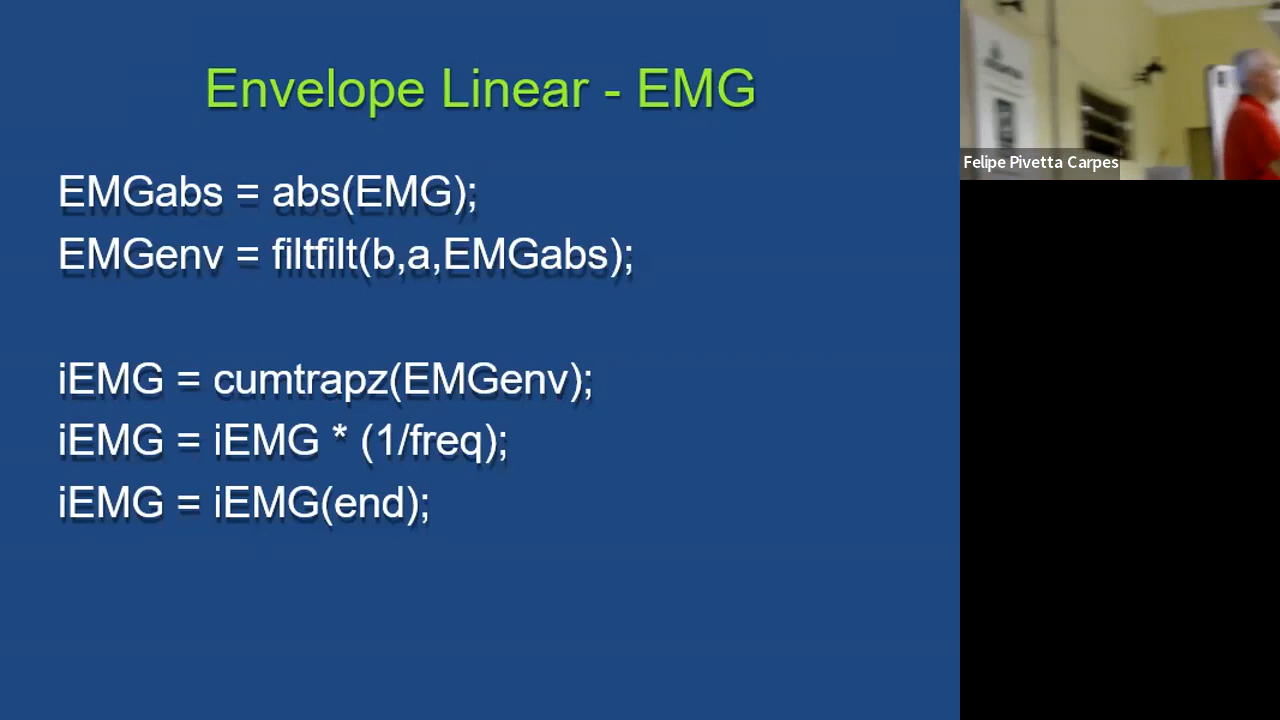 Envelope Linear - EMG
EMGabs = abs(EMG);
EMGenv = filtfilt(b,a,EMGabs);
iEMG = cumtrapz(EMGenv);
iEMG = iEMG * (1/freq);
iEMG = iEMG(end);
Felipe Pivetta Carpes